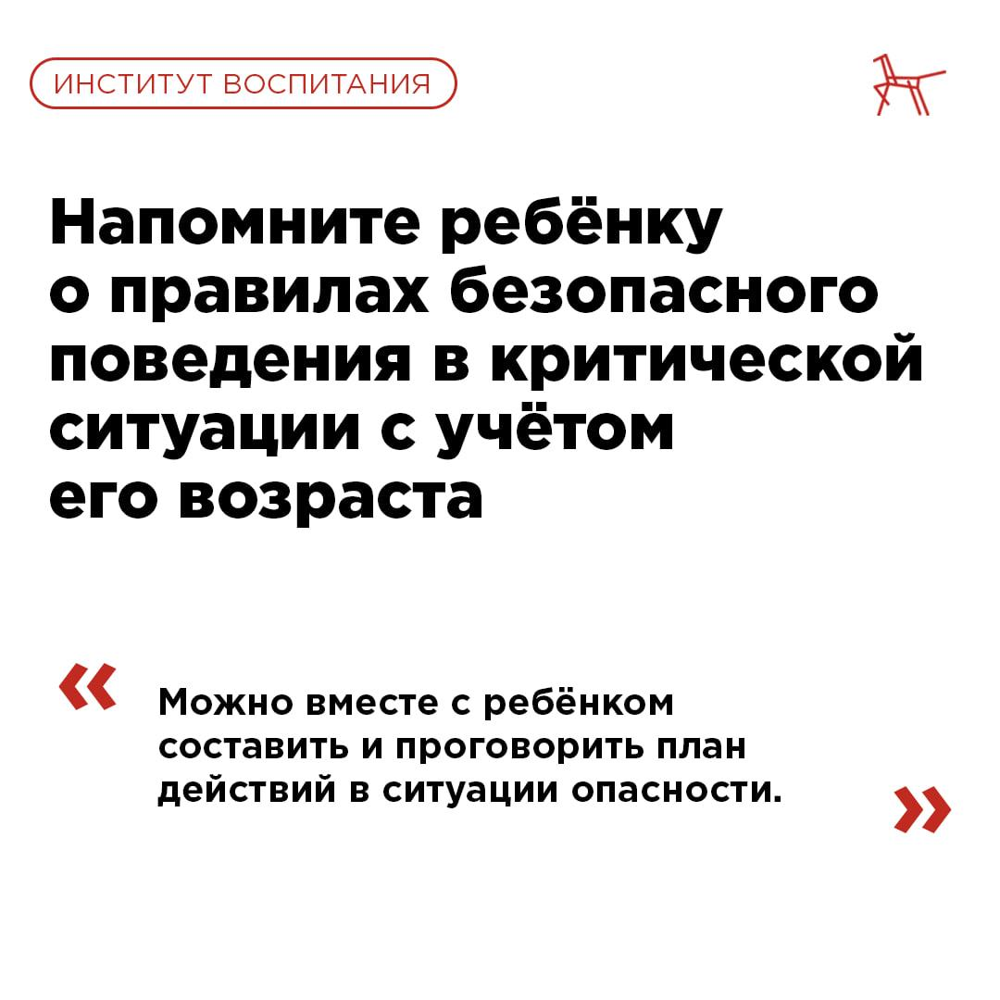 ИНСТИТУТ ВОСПИТАНИЯ
Напомните ребёнку
о правилах безопасного
поведения в критической
ситуации с учётом
его возраста
«
Можно вместе с ребёнком
составить и проговорить план
действий в ситуации опасности.
»